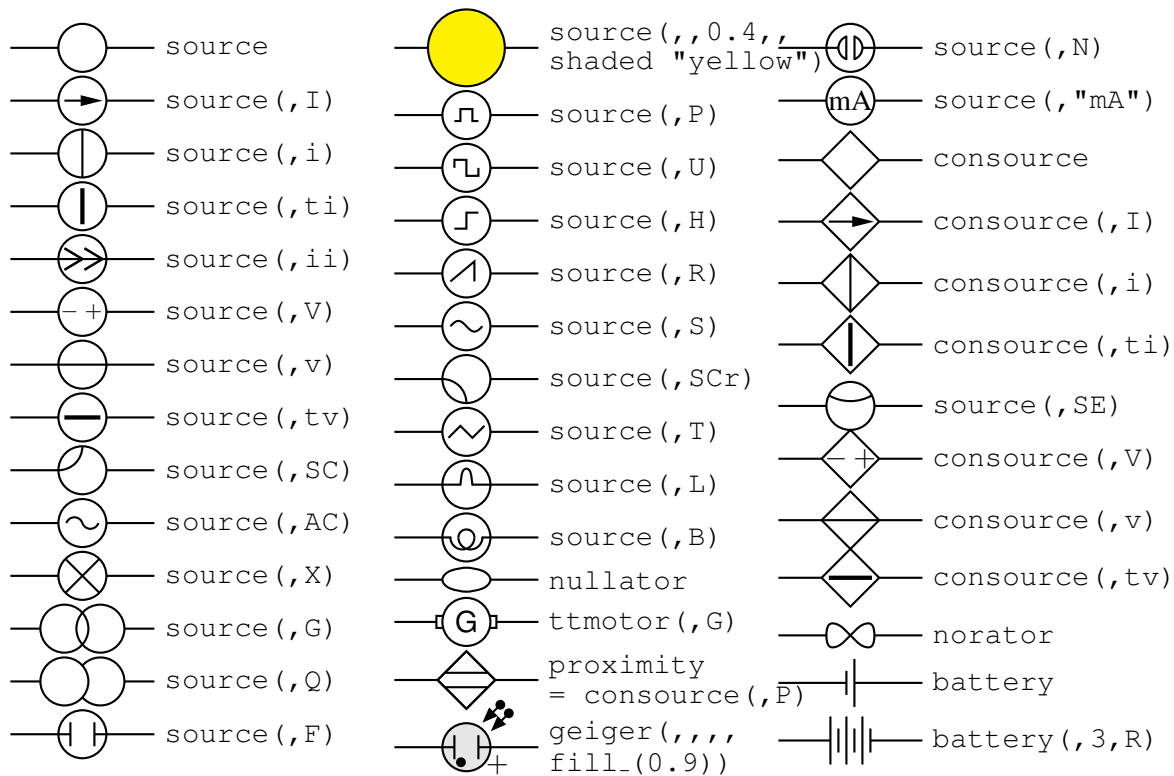 source
source(,I)
source(,i)
source(,ti)
source(,ii)
− +
source(,V)
source(,v)
source(,tv)
source(,SC)
source(,AC)
source(,X)
source(,G)
source(,Q)
source(,F)
source(,,0.4,,
shaded "yellow")
source(,P)
source(,U)
source(,H)
source(,R)
source(,S)
source(,SCr)
source(,T)
source(,L)
source(,B)
nullator
G
ttmotor(,G)
proximity
= consource(,P)
+
geiger(,,,,
fill_(0.9))
source(,N)
mA
source(,"mA")
consource
consource(,I)
consource(,i)
consource(,ti)
source(,SE)
− +
consource(,V)
consource(,v)
consource(,tv)
norator
battery
battery(,3,R)